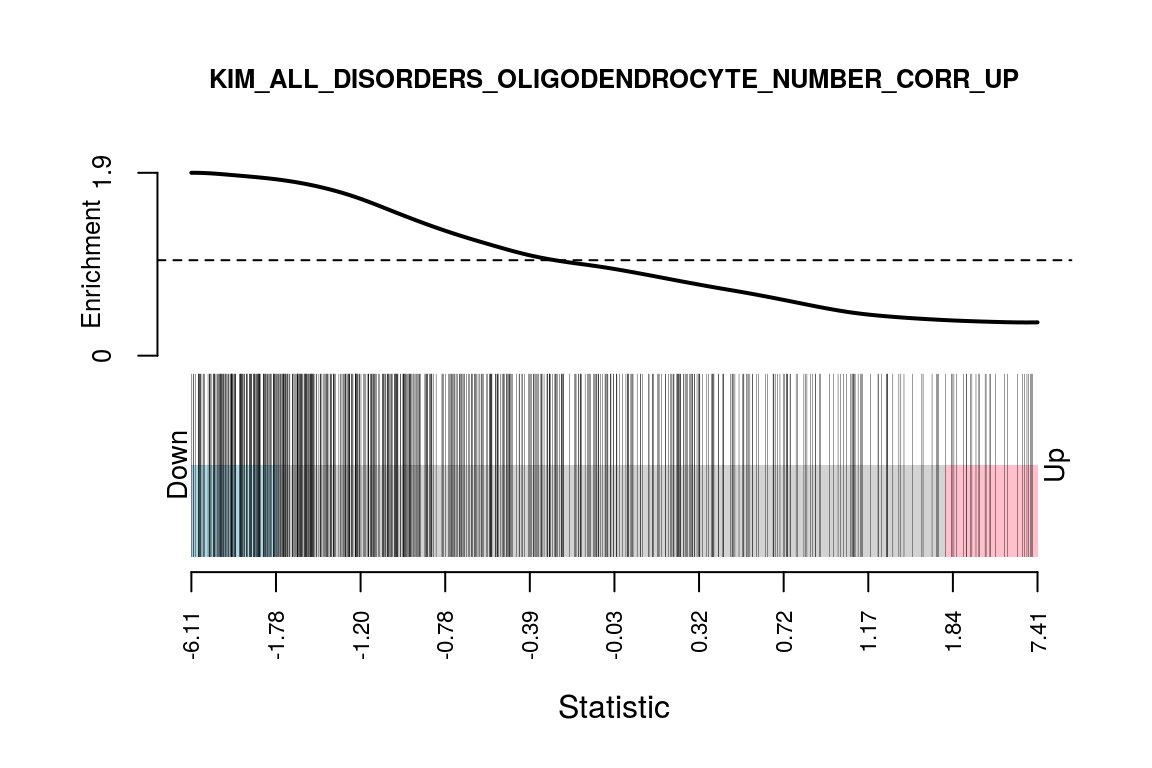 KIM_ALL_DISORDERS_OLIGODENDROCYTE_NUMBER_CORR_UP
Enrichment
1.9
0
Down
Up
-6.11
-1.78
-1.20
-0.78
-0.39
-0.03
0.32
0.72
1.17
1.84
7.41
Statistic